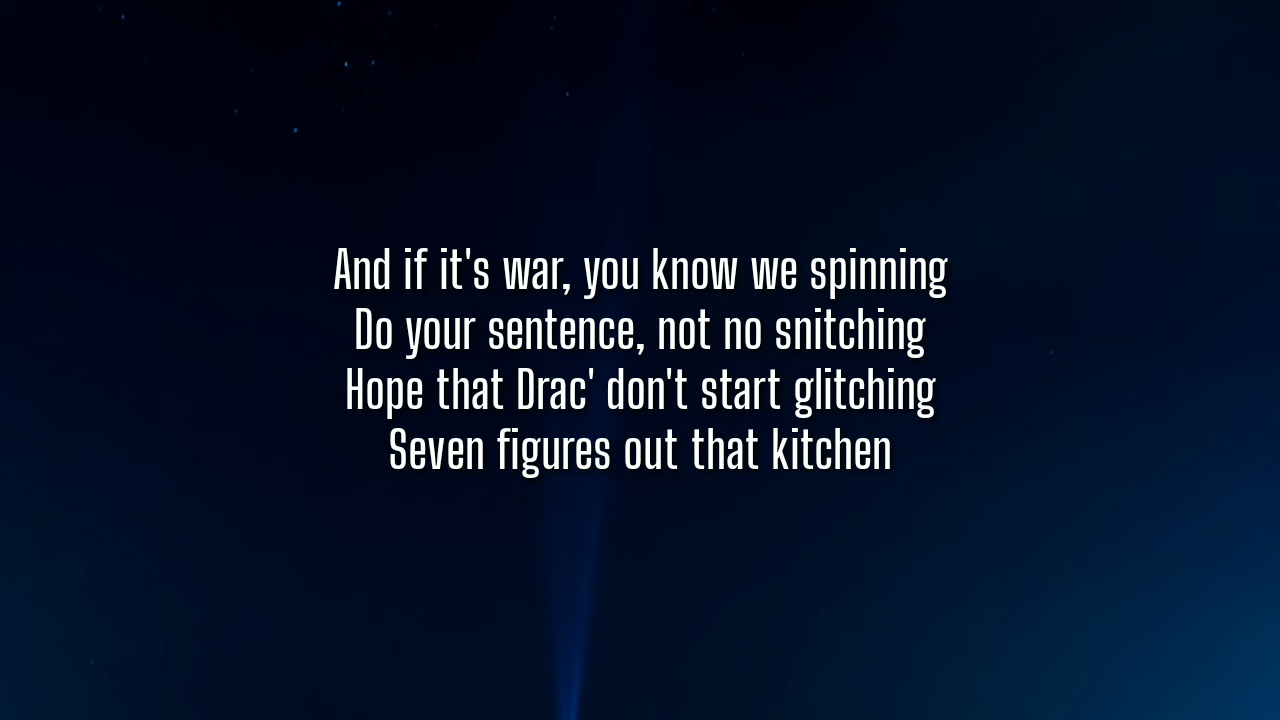 And if it's war, you know we spinning
Do your sentence, not no snitching
Hope that Drac' don't start glitching
Seven figures out that kitchen